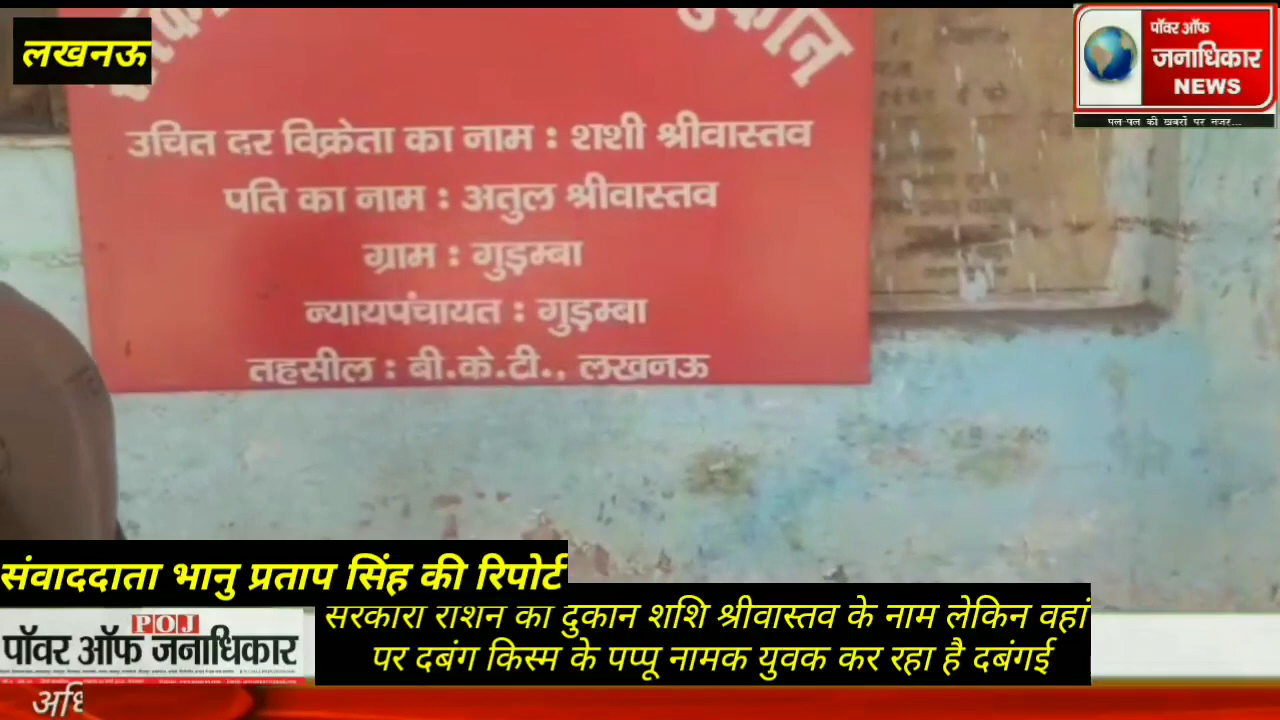 लखनऊ
पॉवर ऑफ
जनाधिकार
NEWS
पल-पल की खबरों पर नजर...
दुकान
उचित दर विक्रेता का नाम : शशी श्रीवास्तव
पति का नाम : अतुल श्रीवास्तव
ग्राम : गुड़म्बा
न्यायपंचायत : गुड़म्बा
तहसील : बी.के.टी., लखनऊ
संवाददाता भानु प्रताप सिंह की रिपोर्ट
सरकारी राशन की दुकान शशि श्रीवास्तव के नाम लेकिन वहां
पर दबंग किस्म के पप्पू नामक युवक कर रहा है दबंगई
POJ
पॉवर ऑफ जनाधिकार